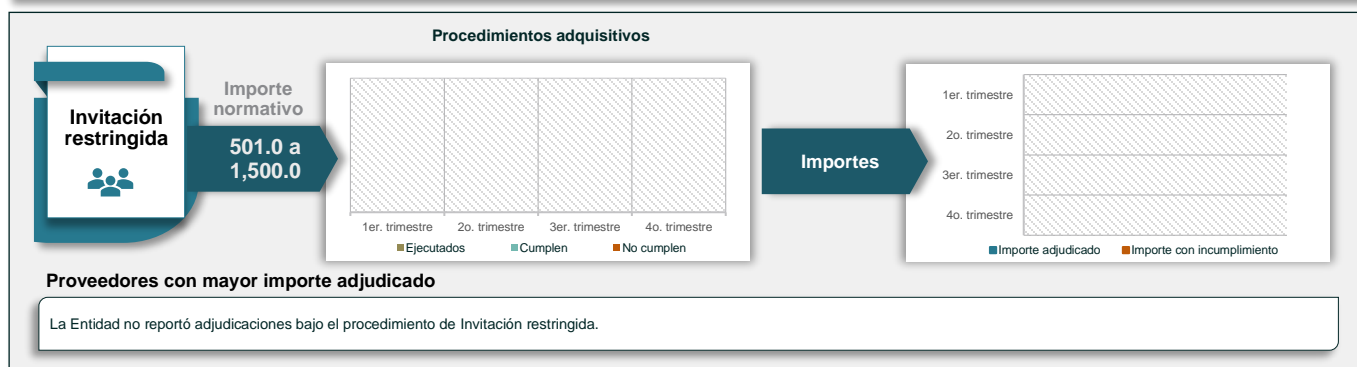 Procedimientos adquisitivos
Invitación
restringida
Importe
normativo
501.0 a
1,500.0
1er. trimestre
2o. trimestre
3er. trimestre
4o. trimestre
Ejecutados
Cumplen
No cumplen
Importes
1er. trimestre
2o. trimestre
3er. trimestre
4o. trimestre
Importe adjudicado
Importe con incumplimiento
Proveedores con mayor importe adjudicado
La Entidad no reportó adjudicaciones bajo el procedimiento de Invitación restringida.